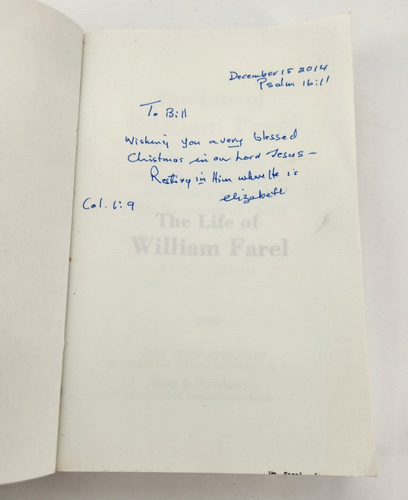 December 15 2014
Psalm 16:11
To Bill
Wishing you a very blessed
Christmas in our Lord Jesus –
Resting in Him where He is
elizabeth
Col. 1:9
The Life of
William Farel